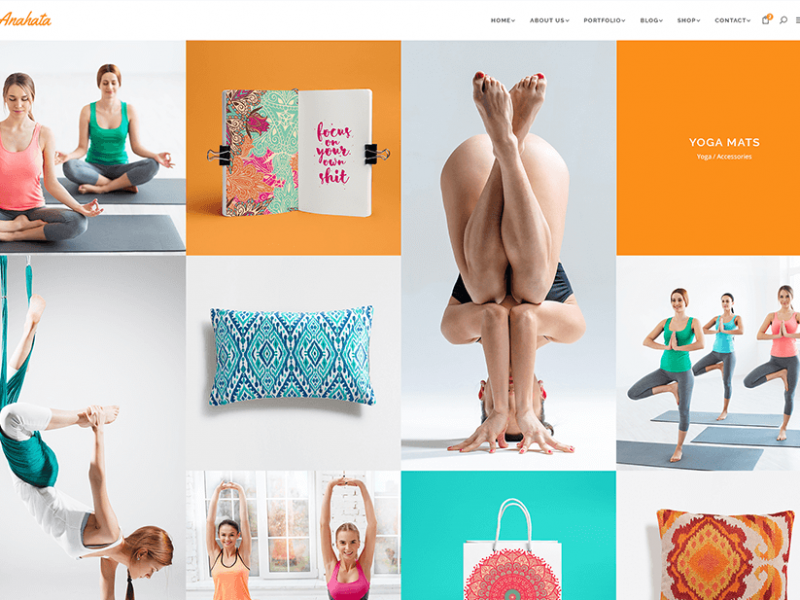 Anahata
HOME
ABOUT US
PORTFOLIO
BLOG
SHOP
CONTACT
focus
on
your
own
shit
YOGA MATS
Yoga / Accessories